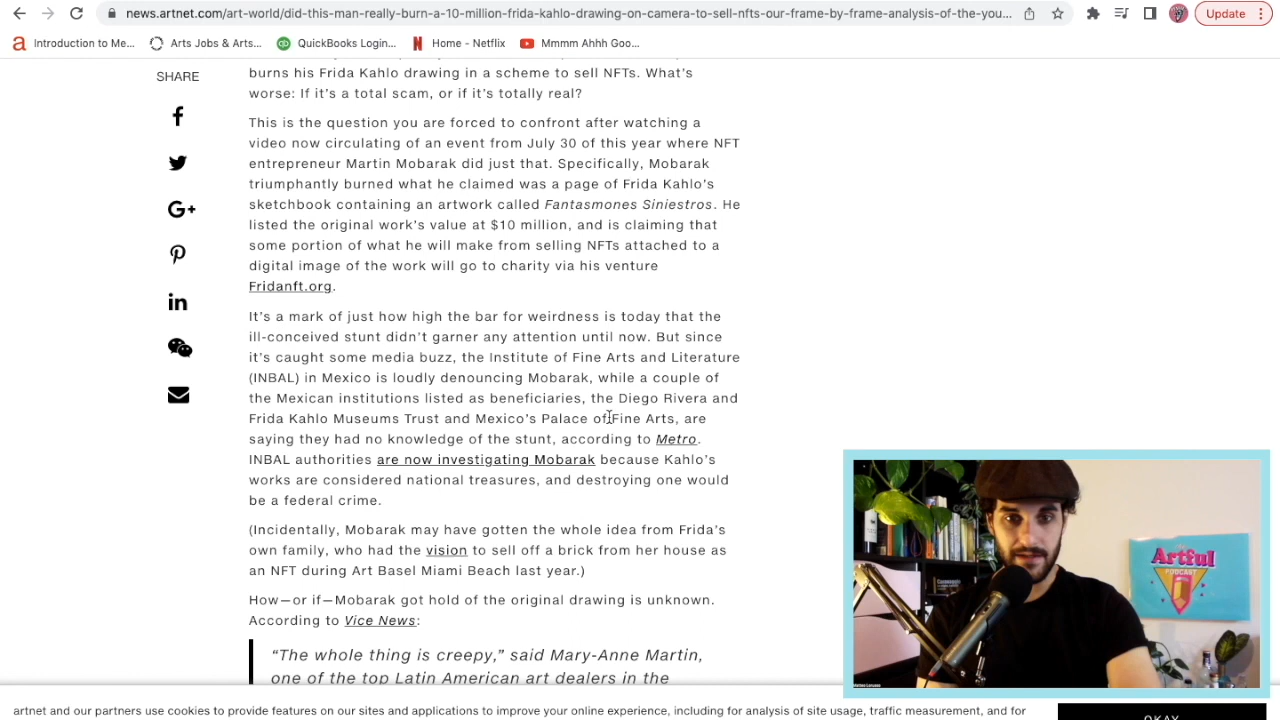 news.artnet.com/art-world/did-this-man-really-burn-a-10-million-frida-kahlo-drawing-on-camera-to-sell-nfts-our-frame-by-frame-analysis-of-the-you...
Update
Introduction to Me...
Arts Jobs & Arts...
QuickBooks Login...
Home - Netflix
Mmmm Ahhh Goo...
SHARE
burns his Frida Kahlo drawing in a scheme to sell NFTs. What's
worse: If it's a total scam, or if it's totally real?
This is the question you are forced to confront after watching a
video now circulating of an event from July 30 of this year where NFT
entrepreneur Martin Mobarak did just that. Specifically, Mobarak
triumphantly burned what he claimed was a page of Frida Kahlo's
sketchbook containing an artwork called Fantasmones Siniestros. He
listed the original work's value at $10 million, and is claiming that
some portion of what he will make from selling NFTs attached to a
digital image of the work will go to charity via his venture
Fridanft.org.
It's a mark of just how high the bar for weirdness is today that the
ill-conceived stunt didn't garner any attention until now. But since
it's caught some media buzz, the Institute of Fine Arts and Literature
(INBAL) in Mexico is loudly denouncing Mobarak, while a couple of
the Mexican institutions listed as beneficiaries, the Diego Rivera and
Frida Kahlo Museums Trust and Mexico's Palace of Fine Arts, are
saying they had no knowledge of the stunt, according to Metro.
INBAL authorities are now investigating Mobarak because Kahlo's
works are considered national treasures, and destroying one would
be a federal crime.
(Incidentally, Mobarak may have gotten the whole idea from Frida's
own family, who had the vision to sell off a brick from her house as
an NFT during Art Basel Miami Beach last year.)
How—or if—Mobarak got hold of the original drawing is unknown.
According to Vice News:
"The whole thing is creepy," said Mary-Anne Martin,
one of the top Latin American art dealers in the
artnet and our partners use cookies to provide features on our sites and applications to improve your online experience, including for analysis of site usage, traffic measurement, and for
OKAY
Artful
PODCAST